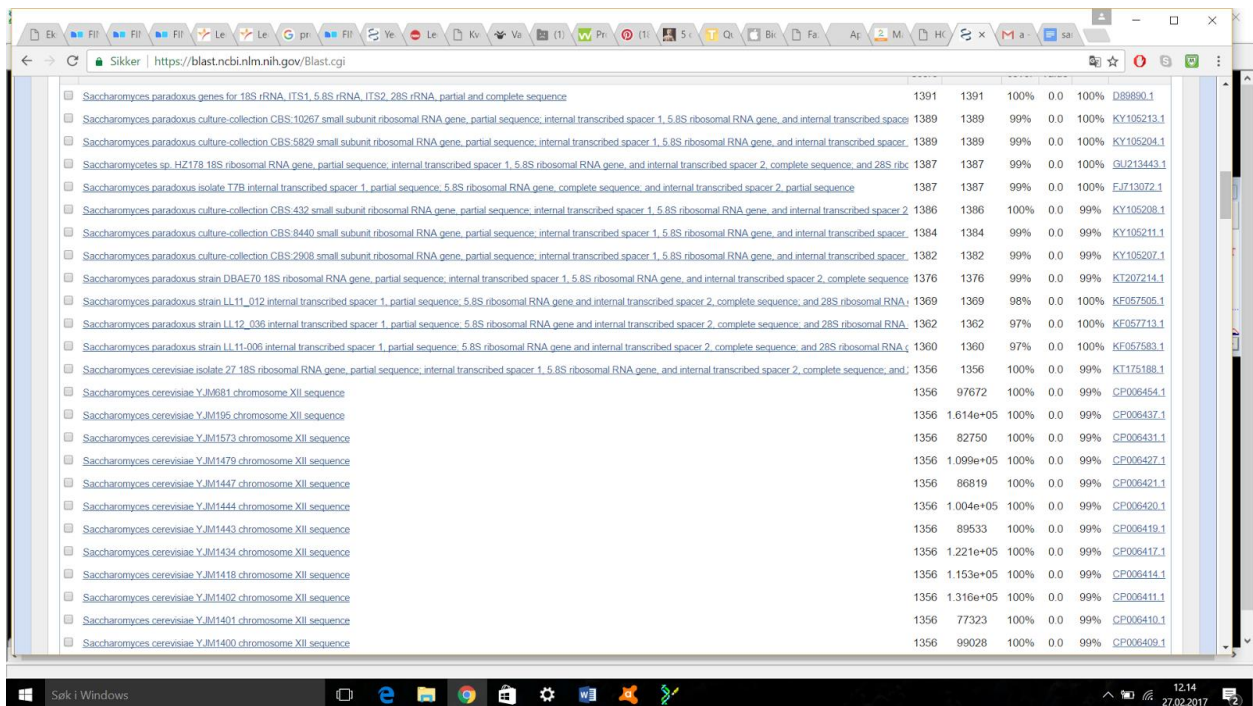 Ek FII FII FII Le Le G pr FII Ye Le Kv Va (1) Pr (1( 5 c Qu Bic Fa. Ap M. H( × M a - sa
Sikker | https://blast.ncbi.nlm.nih.gov/Blast.cgi
Saccharomyces paradoxus genes for 18S rRNA, ITS1, 5.8S rRNA, ITS2, 28S rRNA, partial and complete sequence 1391 1391 100% 0.0 100% D89890.1
Saccharomyces paradoxus culture-collection CBS:10267 small subunit ribosomal RNA gene, partial sequence; internal transcribed spacer 1, 5.8S ribosomal RNA gene, and internal transcribed space 1389 1389 99% 0.0 100% KY105213.1
Saccharomyces paradoxus culture-collection CBS:5829 small subunit ribosomal RNA gene, partial sequence; internal transcribed spacer 1, 5.8S ribosomal RNA gene, and internal transcribed spacer 1389 1389 99% 0.0 100% KY105204.1
Saccharomycetes sp. HZ178 18S ribosomal RNA gene, partial sequence; internal transcribed spacer 1, 5.8S ribosomal RNA gene, and internal transcribed spacer 2, complete sequence; and 28S ribc 1387 1387 99% 0.0 100% GU213443.1
Saccharomyces paradoxus isolate T7B internal transcribed spacer 1, partial sequence; 5.8S ribosomal RNA gene, complete sequence; and internal transcribed spacer 2, partial sequence 1387 1387 99% 0.0 100% FJ713072.1
Saccharomyces paradoxus culture-collection CBS:432 small subunit ribosomal RNA gene, partial sequence; internal transcribed spacer 1, 5.8S ribosomal RNA gene, and internal transcribed spacer 2 1386 1386 100% 0.0 99% KY105208.1
Saccharomyces paradoxus culture-collection CBS:8440 small subunit ribosomal RNA gene, partial sequence; internal transcribed spacer 1, 5.8S ribosomal RNA gene, and internal transcribed spacer 1384 1384 99% 0.0 99% KY105211.1
Saccharomyces paradoxus culture-collection CBS:2908 small subunit ribosomal RNA gene, partial sequence; internal transcribed spacer 1, 5.8S ribosomal RNA gene, and internal transcribed spacer 1382 1382 99% 0.0 99% KY105207.1
Saccharomyces paradoxus strain DBAE70 18S ribosomal RNA gene, partial sequence; internal transcribed spacer 1, 5.8S ribosomal RNA gene, and internal transcribed spacer 2, complete sequence 1376 1376 99% 0.0 99% KT207214.1
Saccharomyces paradoxus strain LL11_012 internal transcribed spacer 1, partial sequence; 5.8S ribosomal RNA gene and internal transcribed spacer 2, complete sequence; and 28S ribosomal RNA 1369 1369 98% 0.0 100% KF057505.1
Saccharomyces paradoxus strain LL12_036 internal transcribed spacer 1, partial sequence; 5.8S ribosomal RNA gene and internal transcribed spacer 2, complete sequence; and 28S ribosomal RNA 1362 1362 97% 0.0 100% KF057713.1
Saccharomyces paradoxus strain LL11-006 internal transcribed spacer 1, partial sequence; 5.8S ribosomal RNA gene and internal transcribed spacer 2, complete sequence; and 28S ribosomal RNA g 1360 1360 97% 0.0 100% KF057583.1
Saccharomyces cerevisiae isolate 27 18S ribosomal RNA gene, partial sequence; internal transcribed spacer 1, 5.8S ribosomal RNA gene, and internal transcribed spacer 2, complete sequence; and 1356 1356 100% 0.0 99% KT175188.1
Saccharomyces cerevisiae YJM681 chromosome XII sequence 1356 97672 100% 0.0 99% CP006454.1
Saccharomyces cerevisiae YJM195 chromosome XII sequence 1356 1.614e+05 100% 0.0 99% CP006437.1
Saccharomyces cerevisiae YJM1573 chromosome XII sequence 1356 82750 100% 0.0 99% CP006431.1
Saccharomyces cerevisiae YJM1479 chromosome XII sequence 1356 1.099e+05 100% 0.0 99% CP006427.1
Saccharomyces cerevisiae YJM1447 chromosome XII sequence 1356 86819 100% 0.0 99% CP006421.1
Saccharomyces cerevisiae YJM1444 chromosome XII sequence 1356 1.004e+05 100% 0.0 99% CP006420.1
Saccharomyces cerevisiae YJM1443 chromosome XII sequence 1356 89533 100% 0.0 99% CP006419.1
Saccharomyces cerevisiae YJM1434 chromosome XII sequence 1356 1.221e+05 100% 0.0 99% CP006417.1
Saccharomyces cerevisiae YJM1418 chromosome XII sequence 1356 1.153e+05 100% 0.0 99% CP006414.1
Saccharomyces cerevisiae YJM1402 chromosome XII sequence 1356 1.316e+05 100% 0.0 99% CP006411.1
Saccharomyces cerevisiae YJM1401 chromosome XII sequence 1356 77323 100% 0.0 99% CP006410.1
Saccharomyces cerevisiae YJM1400 chromosome XII sequence 1356 99028 100% 0.0 99% CP006409.1
Søk i Windows
12.14
27.02.2017